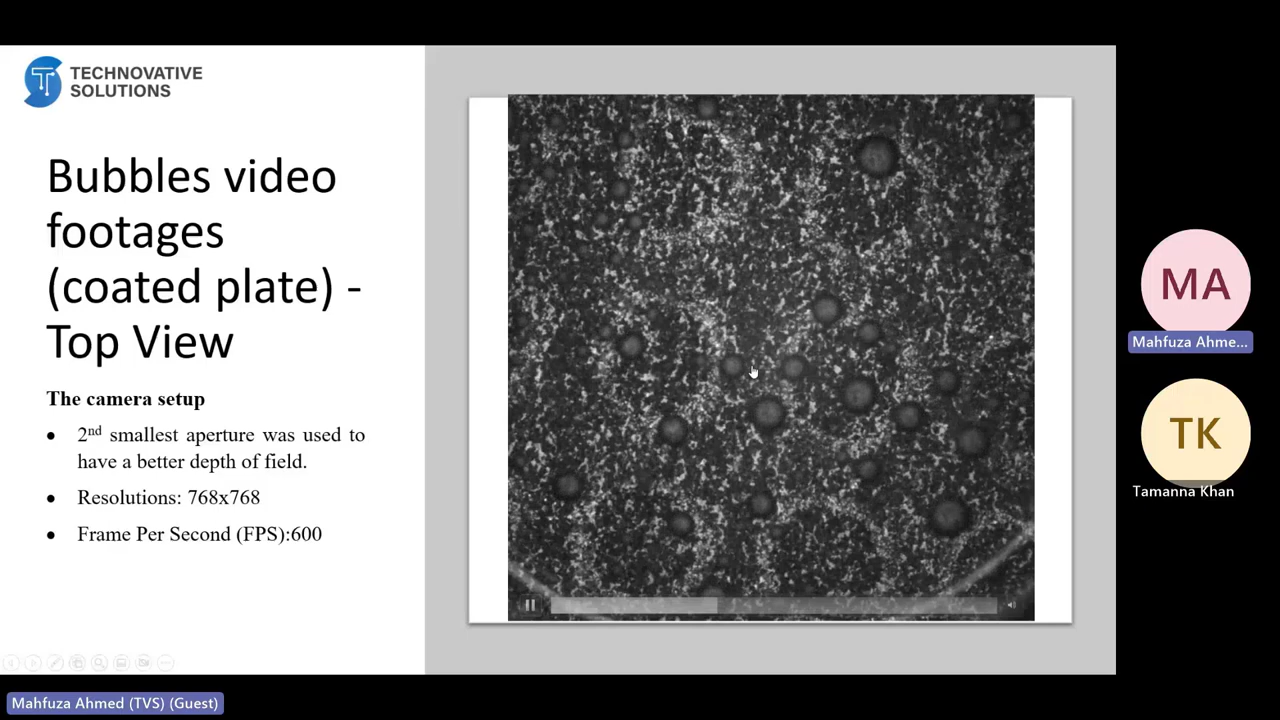 TECHNOVATIVE
SOLUTIONS
Bubbles video
footages
(coated plate) -
Top View
The camera setup
• 2nd smallest aperture was used to
have a better depth of field.
• Resolutions: 768x768
• Frame Per Second (FPS):600
MA
Mahfuza Ahme...
TK
Tamanna Khan
Mahfuza Ahmed (TVS) (Guest)